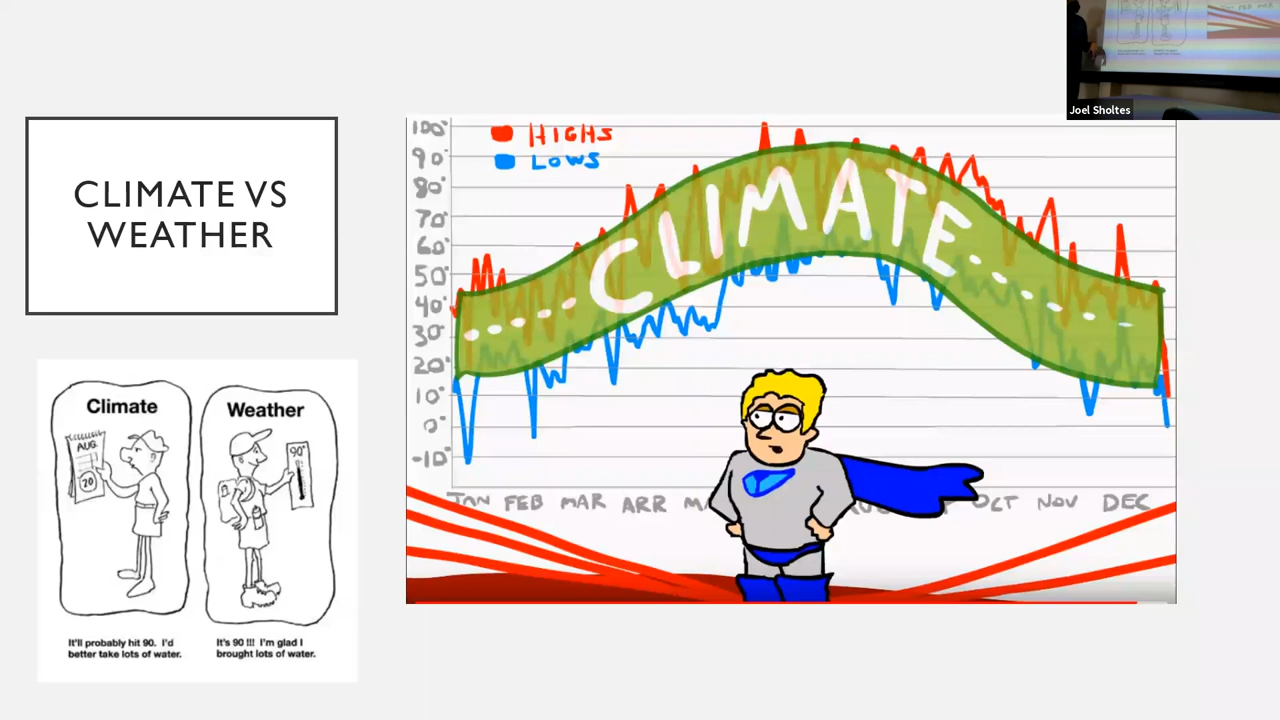 Joel Sholtes
CLIMATE VS
WEATHER
HIGHS
LOWS
100°
90°
80°
70°
60°
50°
40°
30°
20°
10°
0°
-10°
CLIMATE
JAN FEB MAR ARR OCT NOV DEC
Climate
AUG
20
It'll probably hit 90. I'd
better take lots of water.
Weather
90°
It's 90 !!! I'm glad I
brought lots of water.